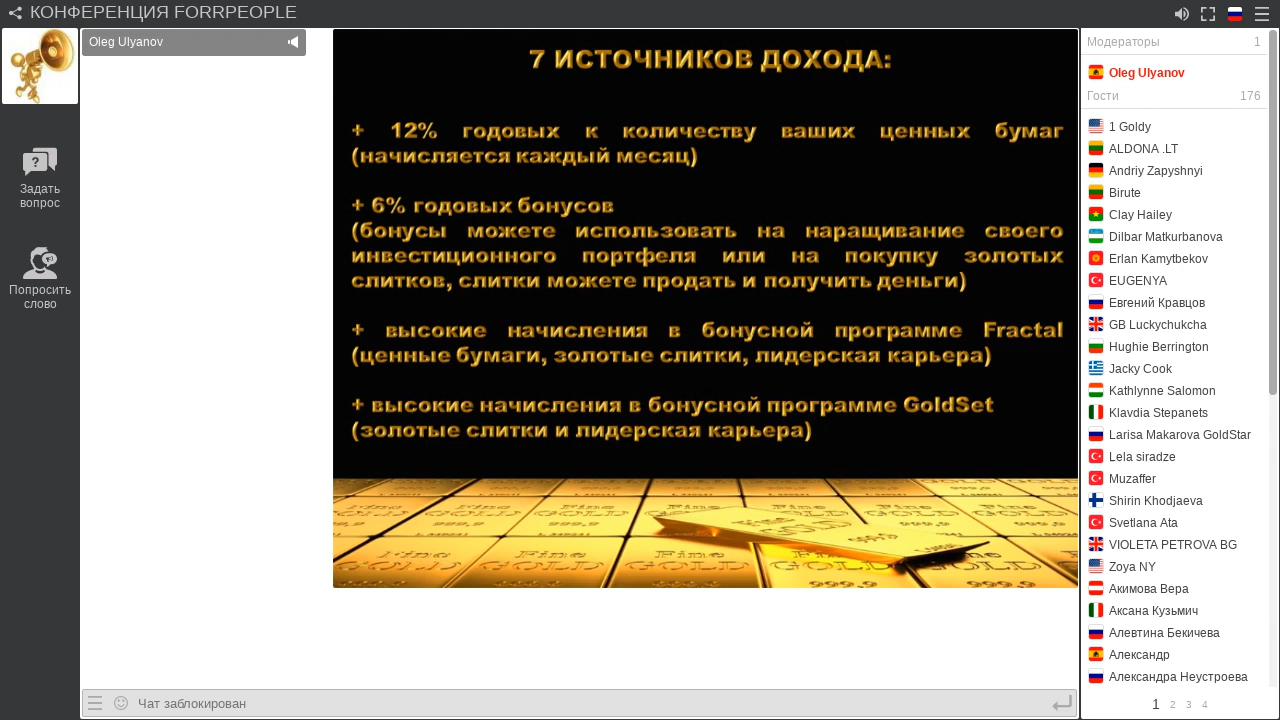 КОНФЕРЕНЦИЯ FORRPEOPLE
Задать
вопрос
Попросить
слово
Oleg Ulyanov
7 ИСТОЧНИКОВ ДОХОДА:
+ 12% годовых к количеству ваших ценных бумаг
(начисляется каждый месяц)
+ 6% годовых бонусов
(бонусы можете использовать на наращивание своего
инвестиционного портфеля или на покупку золотых
слитков, слитки можете продать и получить деньги)
+ высокие начисления в бонусной программе Fractal
(ценные бумаги, золотые слитки, лидерская карьера)
+ высокие начисления в бонусной программе GoldSet
(золотые слитки и лидерская карьера)
999,9
Fine
GOLD
Чат заблокирован
Модераторы 1
Oleg Ulyanov
Гости 176
1 Goldy
ALDONA .LT
Andriy Zapyshnyi
Birute
Clay Hailey
Dilbar Matkurbanova
Erlan Kamytbekov
EUGENYA
Евгений Кравцов
GB Luckychukcha
Hughie Berrington
Jacky Cook
Kathlynne Salomon
Klavdia Stepanets
Larisa Makarova GoldStar
Lela siradze
Muzaffer
Shirin Khodjaeva
Svetlana Ata
VIOLETA PETROVA BG
Zoya NY
Акимова Вера
Аксана Кузьмич
Алевтина Бекичева
Александр
Александра Неустроева
1 2 3 4